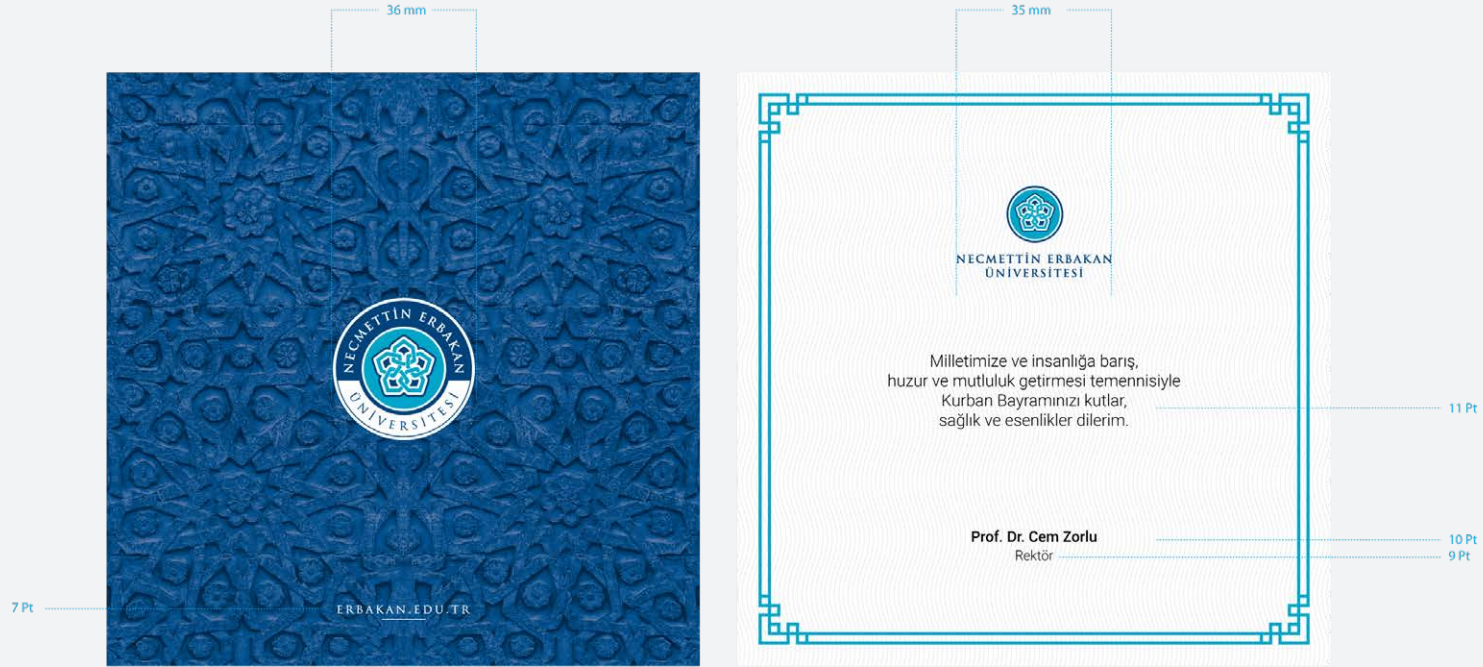 36 mm
35 mm
NECMETTİN ERBAKAN
ÜNİVERSİTESİ
NECMETTİN ERBAKAN
ÜNİVERSİTESİ
Milletimize ve insanlığa barış,
huzur ve mutluluk getirmesi temennisiyle
Kurban Bayramınızı kutlar,
sağlık ve esenlikler dilerim.
11 Pt
Prof. Dr. Cem Zorlu
10 Pt
Rektör
9 Pt
7 Pt
ERBAKAN.EDU.TR